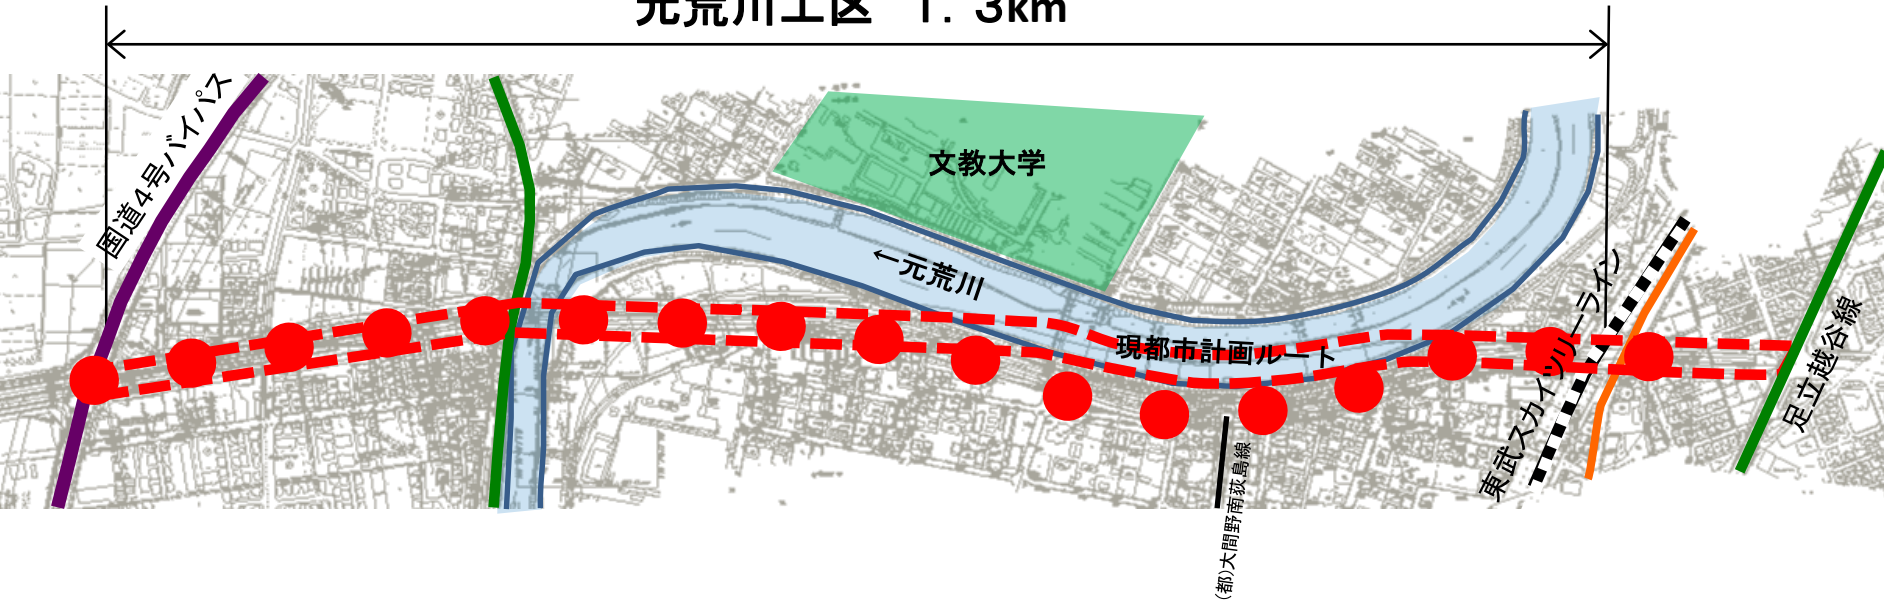 元荒川工区 1.3km
国道4号バイパス
文教大学
←元荒川
現都市計画ルート
東武スカイツリーライン
足立越谷線
(都)大間野南荻島線